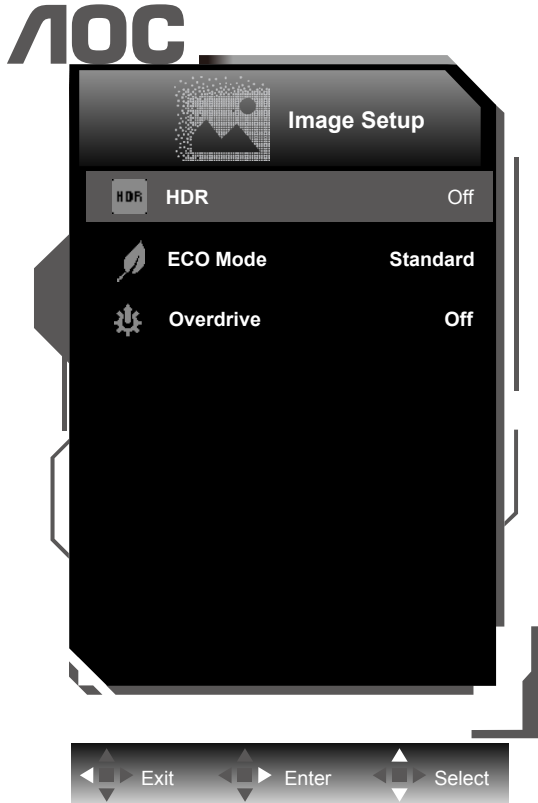 AOC
Image Setup
HDR HDR Off
ECO Mode Standard
Overdrive Off
Exit Enter Select